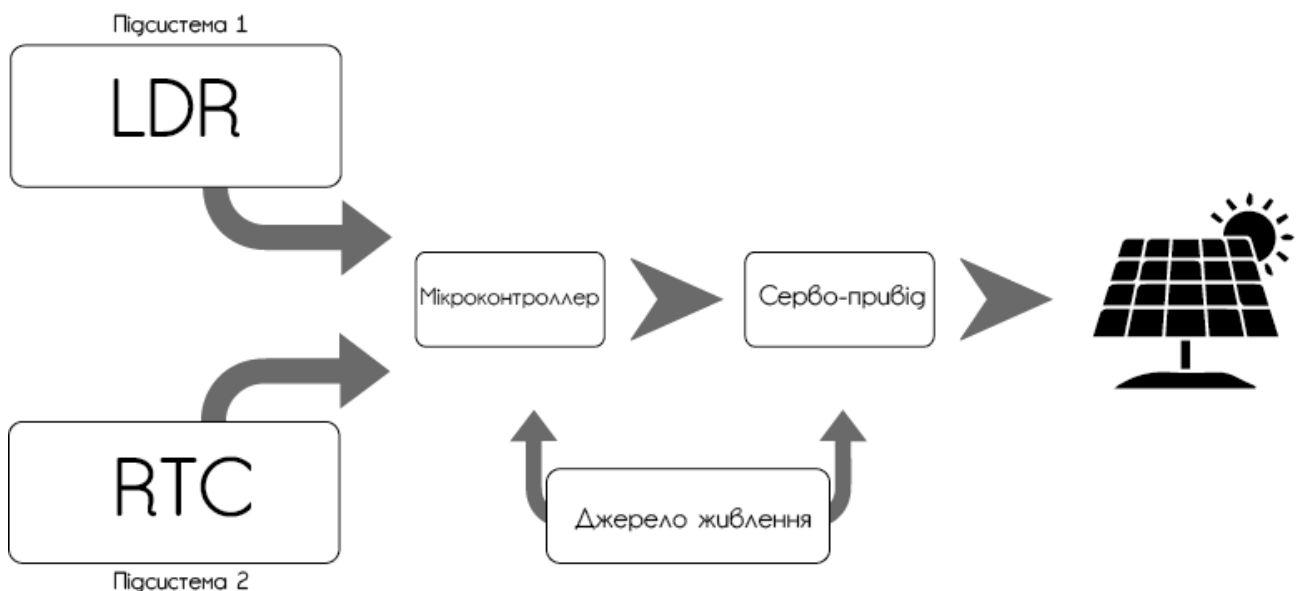 Підсистема 1
LDR
Мікроконтроллер
Серво-привід
RTC
Джерело живлення
Підсистема 2